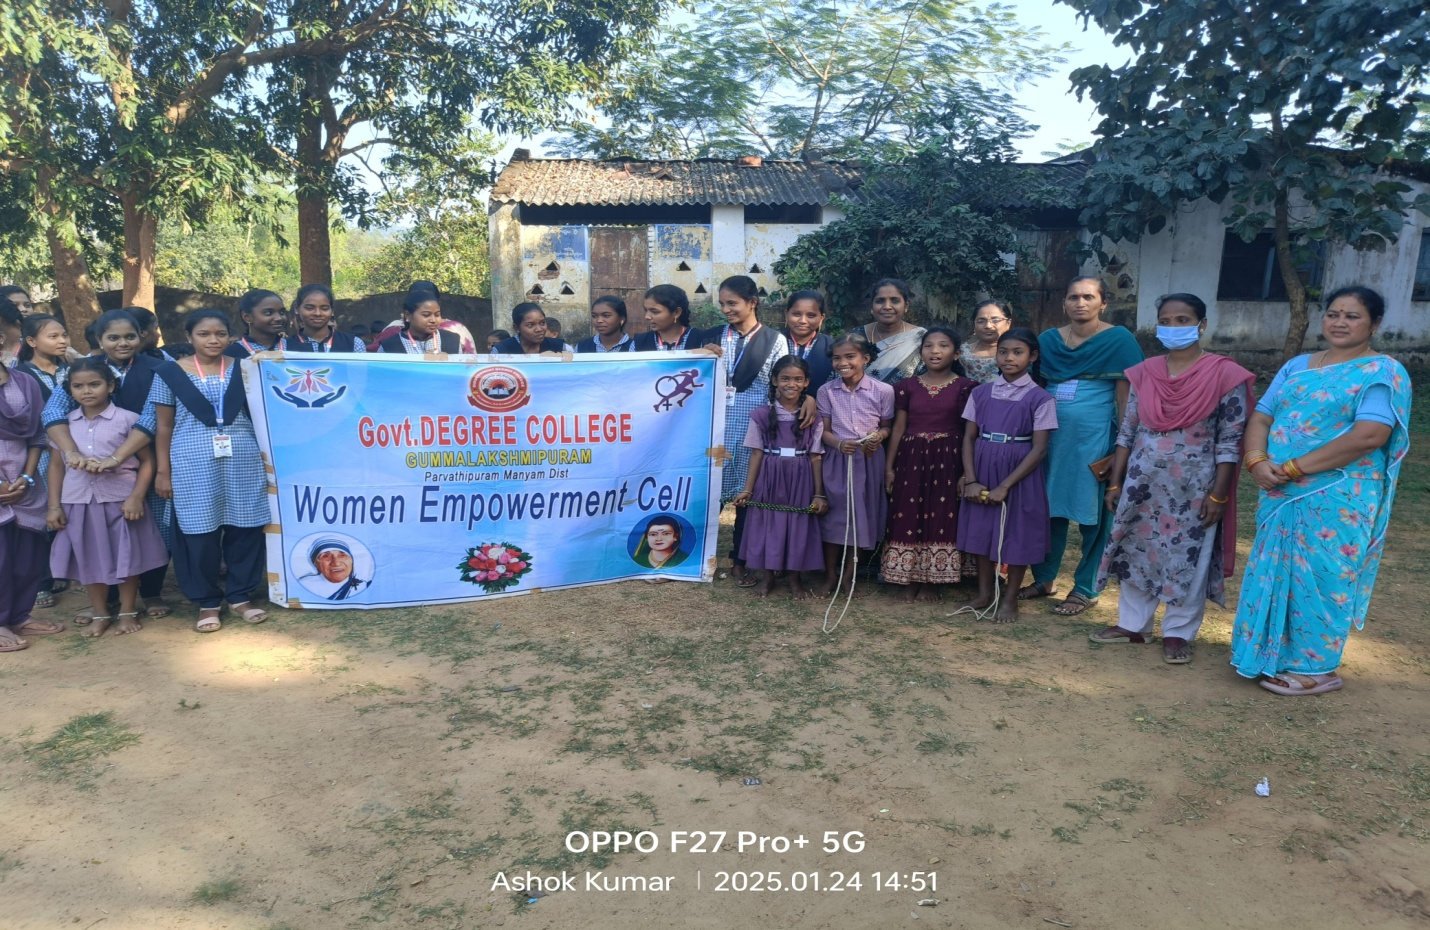 Govt.DEGREE COLLEGE
GUMMALAKSHMIPURAM
Parvathipuram Manyam Dist
Women Empowerment Cell
OPPO F27 Pro+ 5G
Ashok Kumar | 2025.01.24 14:51